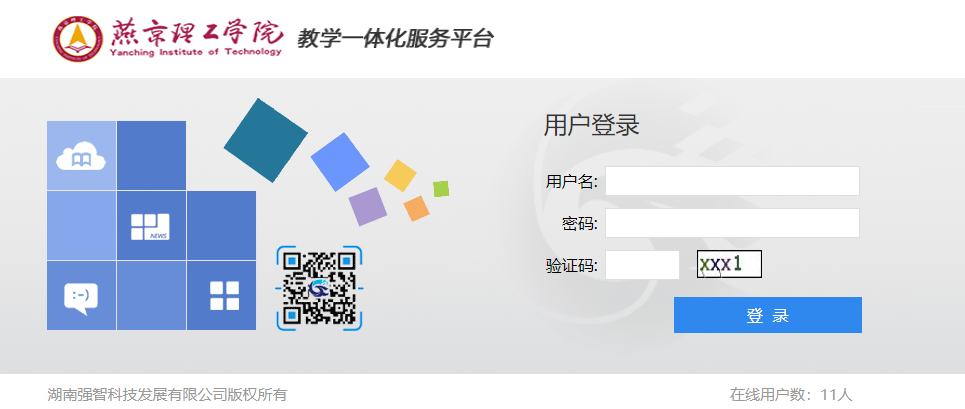 燕京理工学院
Yanching Institute of Technology
教学一体化服务平台
用户登录
用户名:
密码:
验证码:
xxx1
NEWS
:-)
登 录
湖南强智科技发展有限公司版权所有
在线用户数：11人